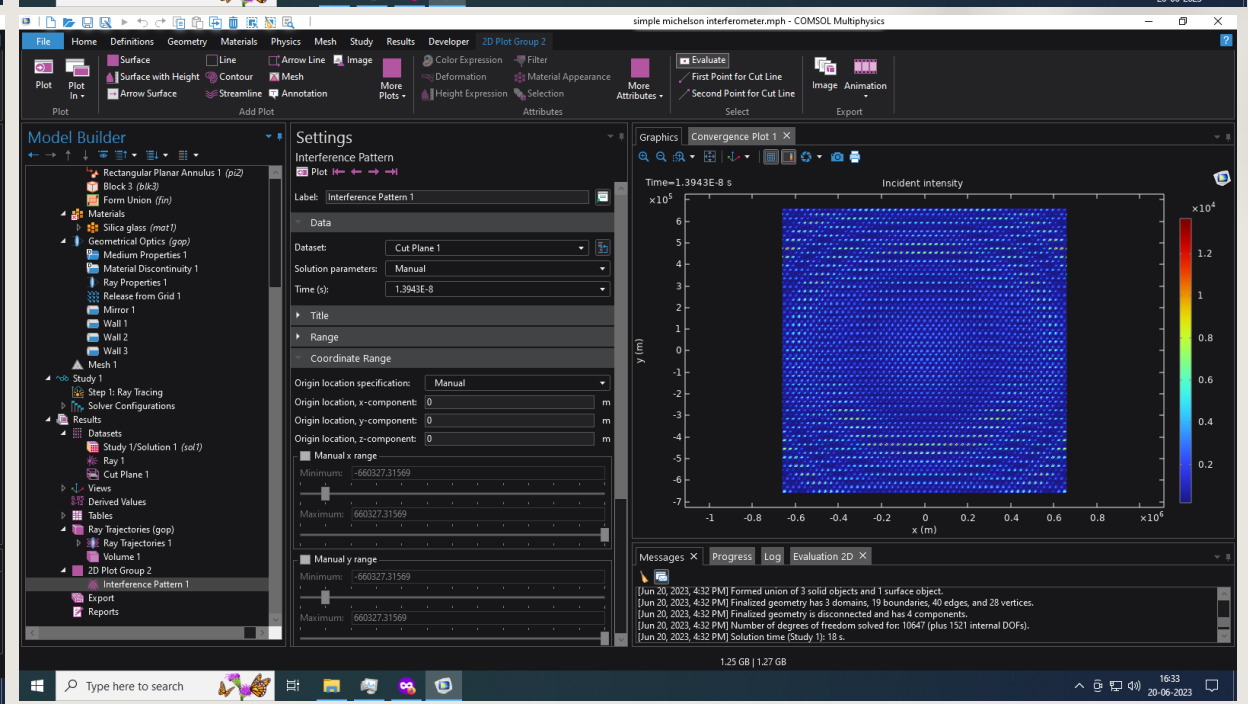 simple michelson interferometer.mph - COMSOL Multiphysics
File Home Definitions Geometry Materials Physics Mesh Study Results Developer 2D Plot Group 2
Surface Line Arrow Line Image
Surface with Height Contour Mesh
Arrow Surface Streamline Annotation
Plot Plot In
More Plots
Color Expression Filter
Deformation Material Appearance
Height Expression Selection
More Attributes
Evaluate
First Point for Cut Line
Second Point for Cut Line
Image Animation
Plot Add Plot Attributes Select Export
Model Builder
Rectangular Planar Annulus 1 (pi2)
Block 3 (blk3)
Form Union (fin)
Materials
Silica glass (mat1)
Geometrical Optics (gop)
Medium Properties 1
Material Discontinuity 1
Ray Properties 1
Release from Grid 1
Mirror 1
Wall 1
Wall 2
Wall 3
Mesh 1
Study 1
Step 1: Ray Tracing
Solver Configurations
Results
Datasets
Study 1/Solution 1 (sol1)
Ray 1
Cut Plane 1
Views
Derived Values
Tables
Ray Trajectories (gop)
Ray Trajectories 1
Volume 1
2D Plot Group 2
Interference Pattern 1
Export
Reports
Settings
Interference Pattern
Plot
Label: Interference Pattern 1
Data
Dataset: Cut Plane 1
Solution parameters: Manual
Time (s): 1.3943E-8
Title
Range
Coordinate Range
Origin location specification: Manual
Origin location, x-component: 0 m
Origin location, y-component: 0 m
Origin location, z-component: 0 m
Manual x range
Minimum: -660327.31569
Maximum: 660327.31569
Manual y range
Minimum: -660327.31569
Maximum: 660327.31569
Graphics Convergence Plot 1
Time=1.3943E-8 s Incident intensity
×10⁵
6
5
4
3
2
1
0
-1
-2
-3
-4
-5
-6
-7
y (m)
-1 -0.8 -0.6 -0.4 -0.2 0 0.2 0.4 0.6 0.8 ×10⁶
x (m)
×10⁴
1.2
1
0.8
0.6
0.4
0.2
Messages Progress Log Evaluation 2D
[Jun 20, 2023, 4:32 PM] Formed union of 3 solid objects and 1 surface object.
[Jun 20, 2023, 4:32 PM] Finalized geometry has 3 domains, 19 boundaries, 40 edges, and 28 vertices.
[Jun 20, 2023, 4:32 PM] Finalized geometry is disconnected and has 4 components.
[Jun 20, 2023, 4:32 PM] Number of degrees of freedom solved for: 10647 (plus 1521 internal DOFs).
[Jun 20, 2023, 4:32 PM] Solution time (Study 1): 18 s.
1.25 GB | 1.27 GB
Type here to search
16:33
20-06-2023